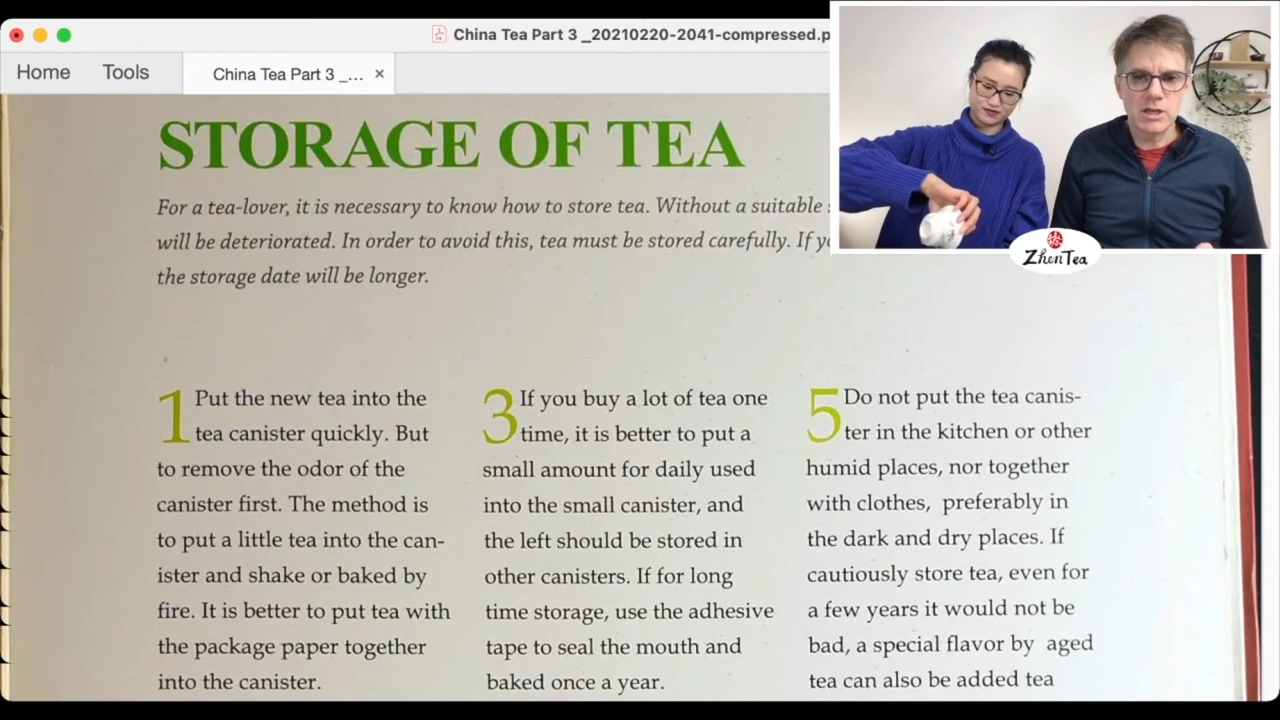 China Tea Part 3 _20210220-2041-compressed.p
Home
Tools
China Tea Part 3 _... ×
STORAGE OF TEA
For a tea-lover, it is necessary to know how to store tea. Without a suitable
will be deteriorated. In order to avoid this, tea must be stored carefully. If
the storage date will be longer.
1 Put the new tea into the
tea canister quickly. But
to remove the odor of the
canister first. The method is
to put a little tea into the can-
ister and shake or baked by
fire. It is better to put tea with
the package paper together
into the canister.
3 If you buy a lot of tea one
time, it is better to put a
small amount for daily used
into the small canister, and
the left should be stored in
other canisters. If for long
time storage, use the adhesive
tape to seal the mouth and
baked once a year.
5 Do not put the tea canis-
ter in the kitchen or other
humid places, nor together
with clothes, preferably in
the dark and dry places. If
cautiously store tea, even for
a few years it would not be
bad, a special flavor by aged
tea can also be added tea
Zhen Tea